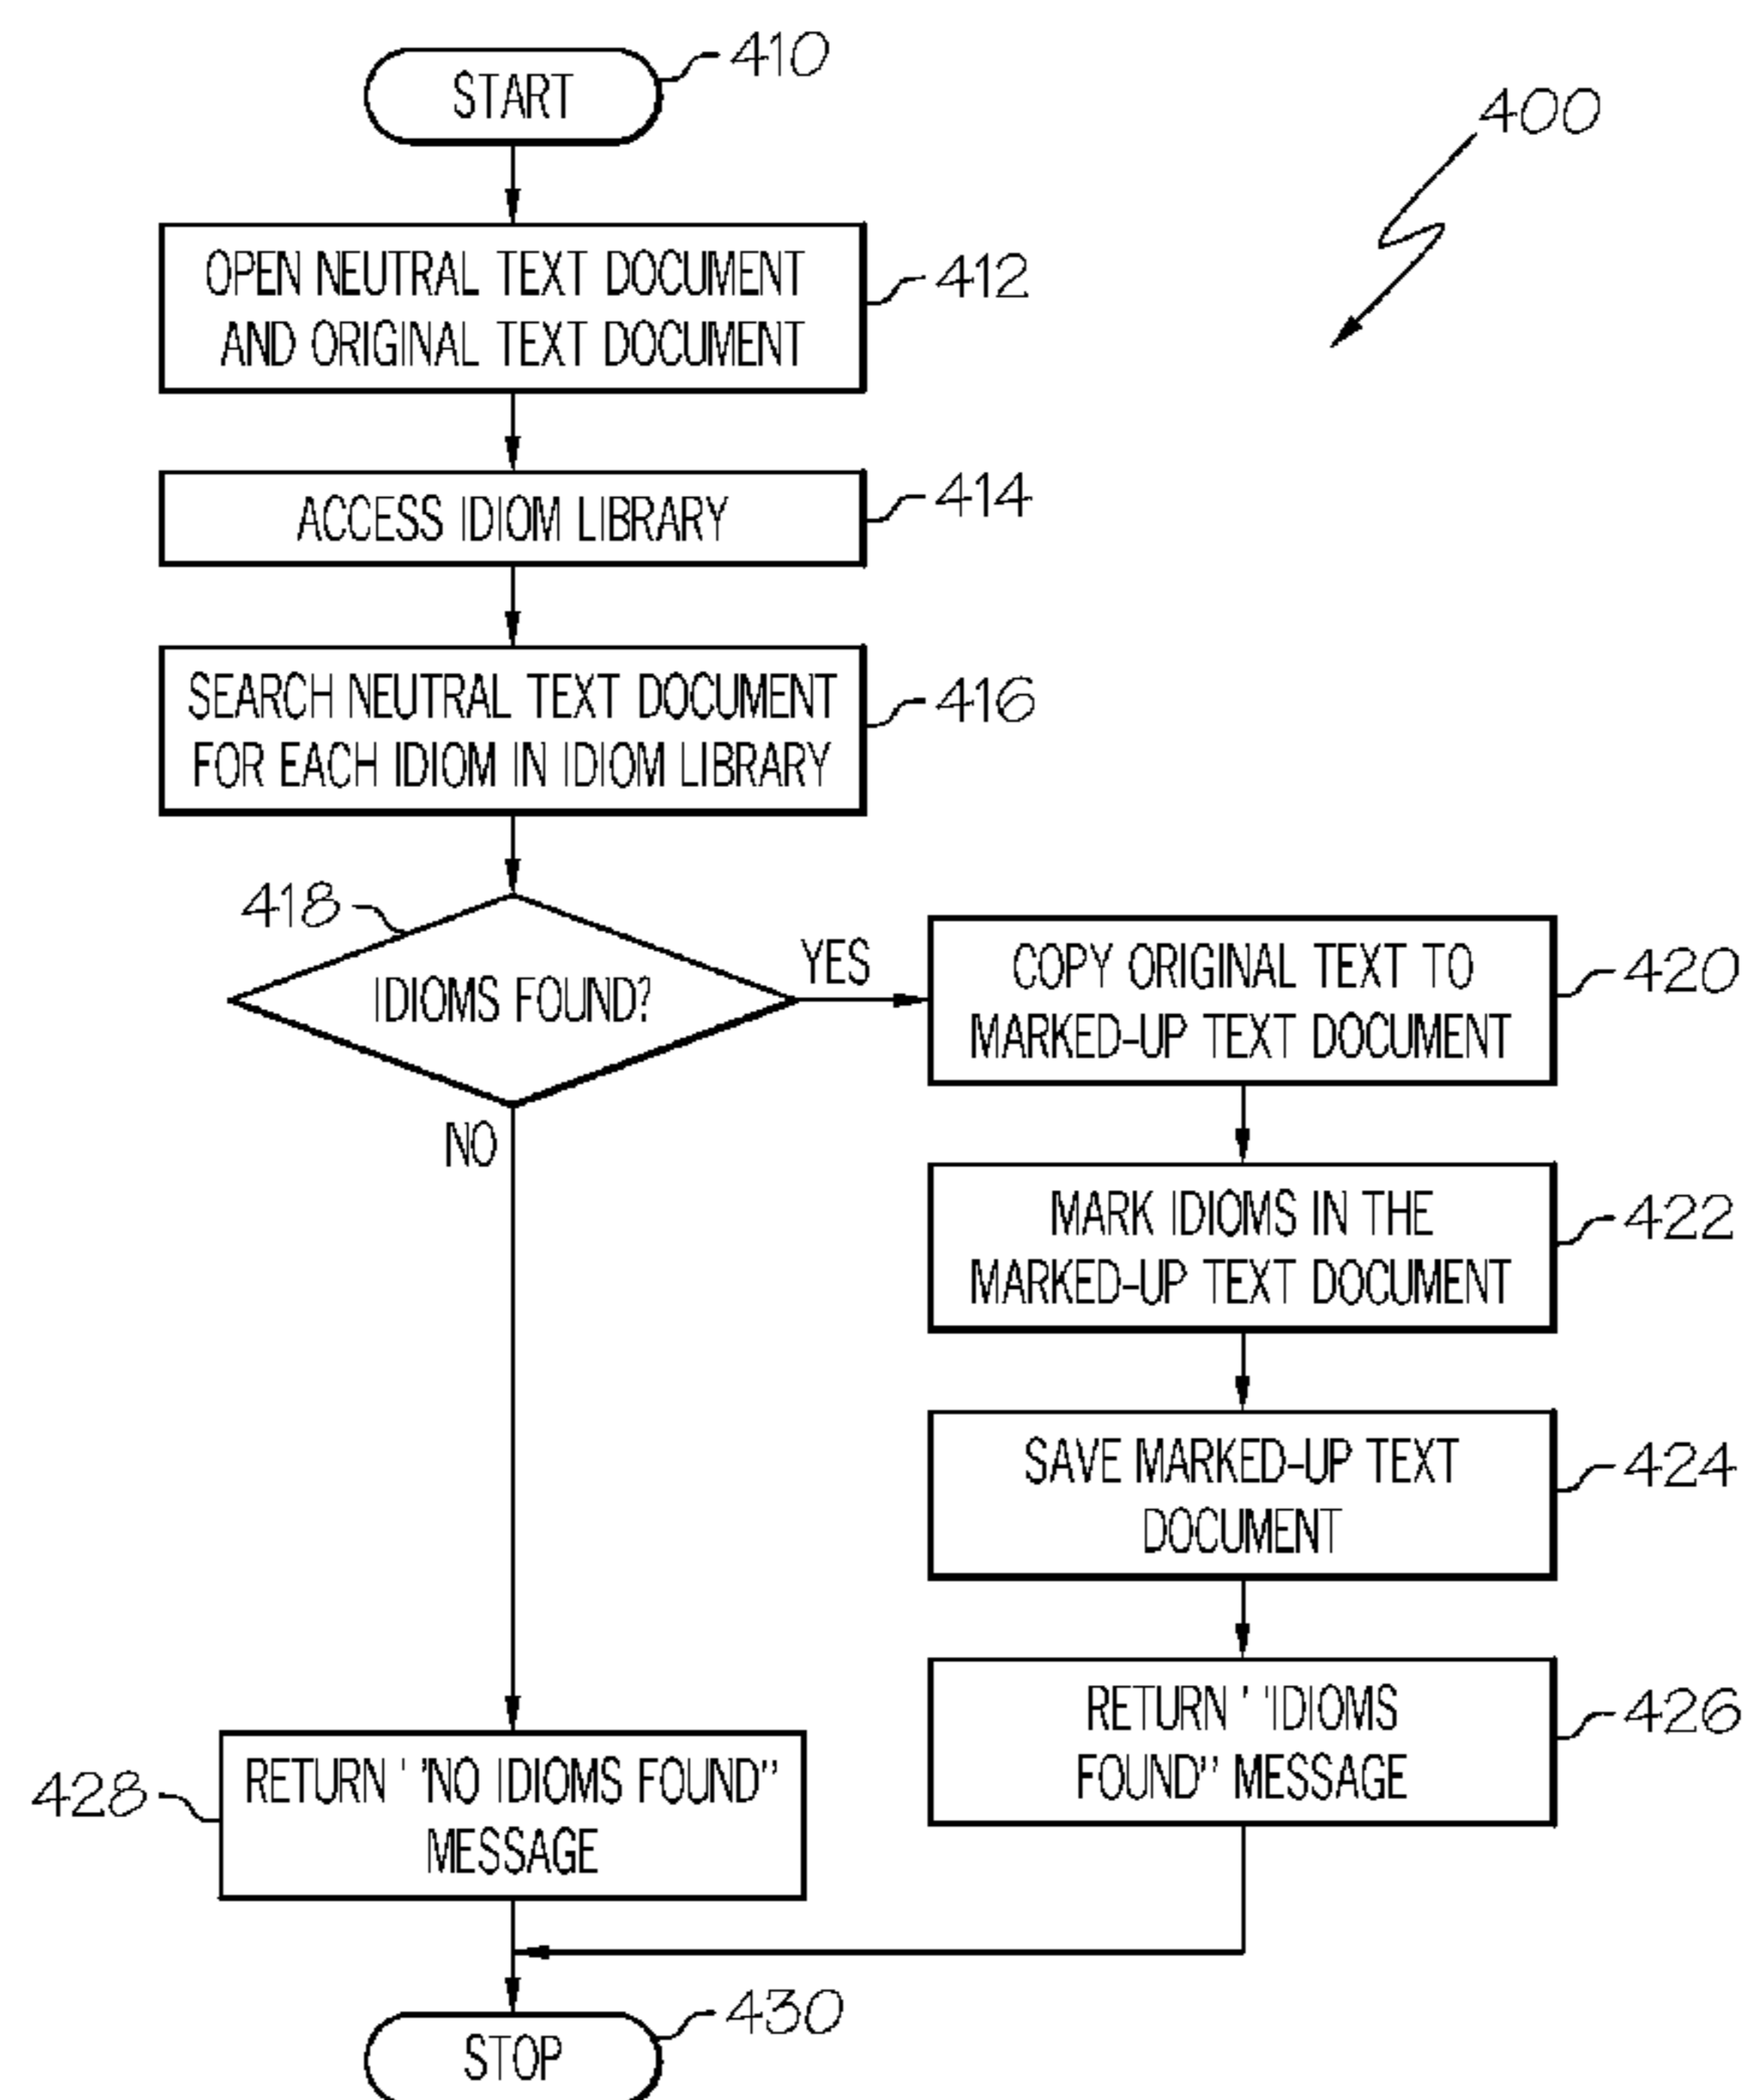 START
410
400
OPEN NEUTRAL TEXT DOCUMENT
AND ORIGINAL TEXT DOCUMENT
412
ACCESS IDIOM LIBRARY
414
SEARCH NEUTRAL TEXT DOCUMENT
FOR EACH IDIOM IN IDIOM LIBRARY
416
418
IDIOMS FOUND?
YES
NO
COPY ORIGINAL TEXT TO
MARKED-UP TEXT DOCUMENT
420
MARK IDIOMS IN THE
MARKED-UP TEXT DOCUMENT
422
SAVE MARKED-UP TEXT
DOCUMENT
424
RETURN ''IDIOMS
FOUND'' MESSAGE
426
428
RETURN ''NO IDIOMS FOUND''
MESSAGE
STOP
430